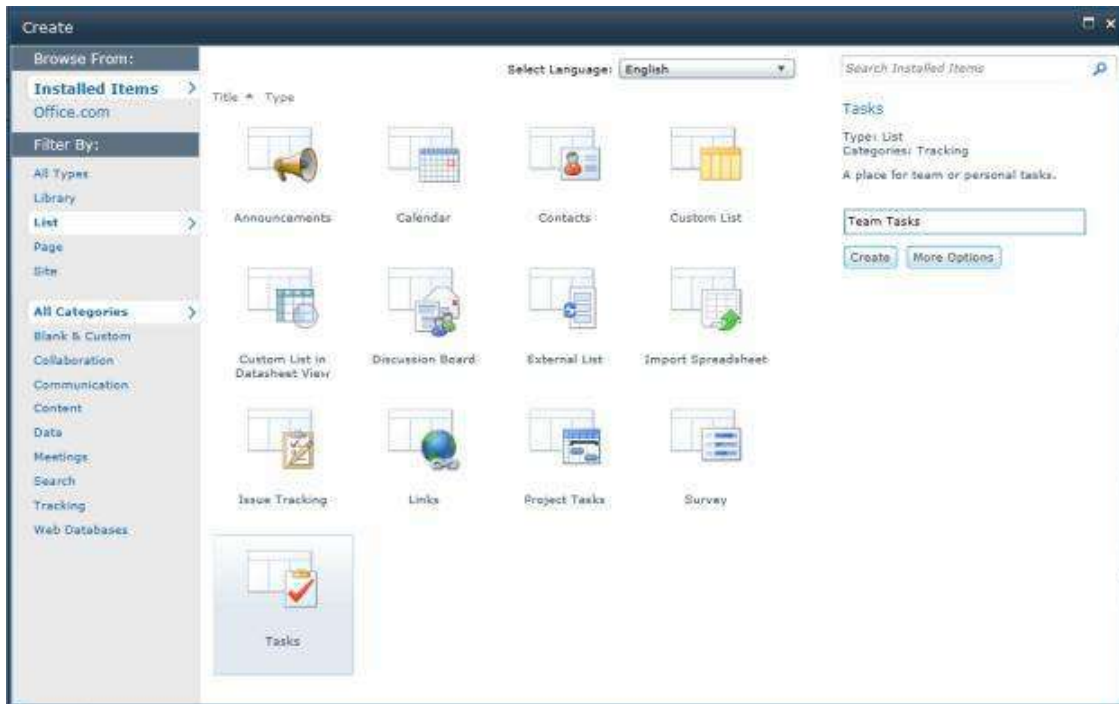 Create
Browse From:
Installed Items
Office.com
Filter By:
All Types
Library
List
Page
Site
All Categories
Blank & Custom
Collaboration
Communication
Content
Data
Meetings
Search
Tracking
Web Databases
Select Language: English
Title Type
Announcements
Calendar
Contacts
Custom List
Custom List in
Datasheet View
Discussion Board
External List
Import Spreadsheet
Issue Tracking
Links
Project Tasks
Survey
Tasks
Search Installed Items
Tasks
Type: List
Categories: Tracking
A place for team or personal tasks.
Team Tasks
Create
More Options